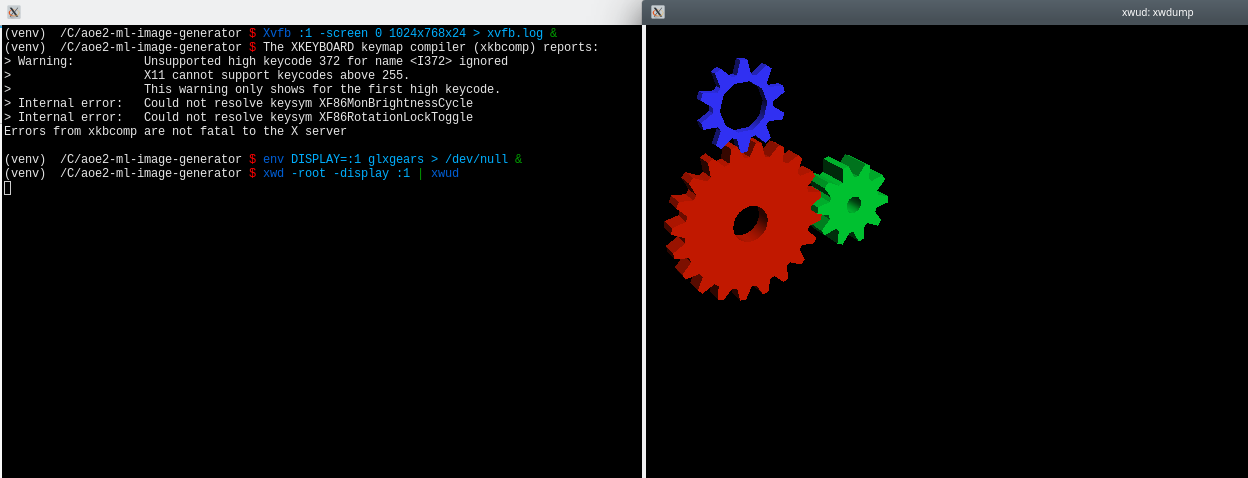 xwud: xwdump
(venv)  /C/aoe2-ml-image-generator $ Xvfb :1 -screen 0 1024x768x24 > xvfb.log &
(venv)  /C/aoe2-ml-image-generator $ The XKEYBOARD keymap compiler (xkbcomp) reports:
> Warning:          Unsupported high keycode 372 for name <I372> ignored
>                   X11 cannot support keycodes above 255.
>                   This warning only shows for the first high keycode.
> Internal error:   Could not resolve keysym XF86MonBrightnessCycle
> Internal error:   Could not resolve keysym XF86RotationLockToggle
Errors from xkbcomp are not fatal to the X server
(venv)  /C/aoe2-ml-image-generator $ env DISPLAY=:1 glxgears > /dev/null &
(venv)  /C/aoe2-ml-image-generator $ xwd -root -display :1 | xwud